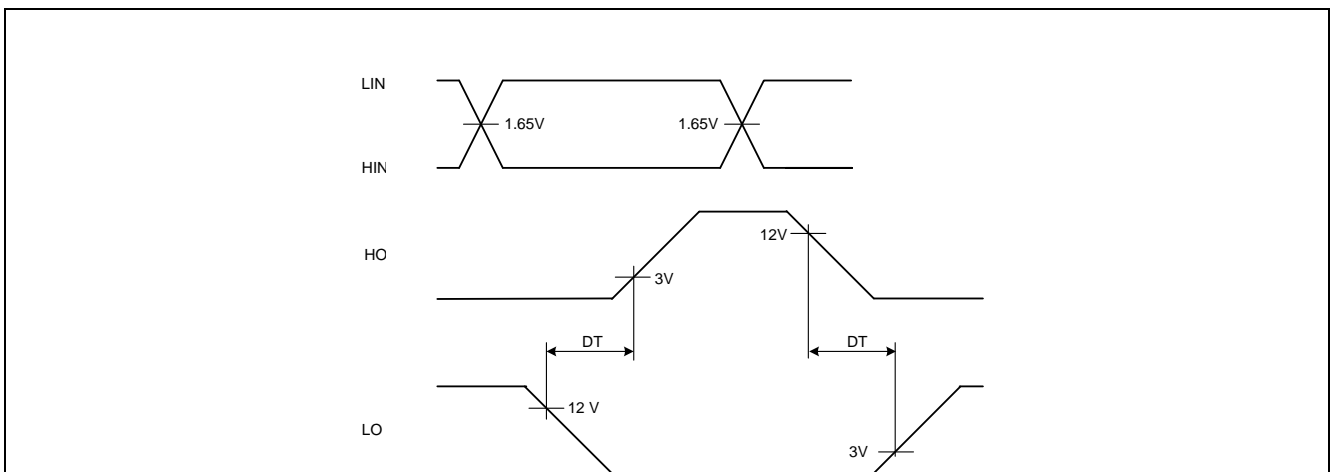 LIN
1.65V 1.65V
HIN
12V
HO
3V
DT DT
12 V
LO
3V